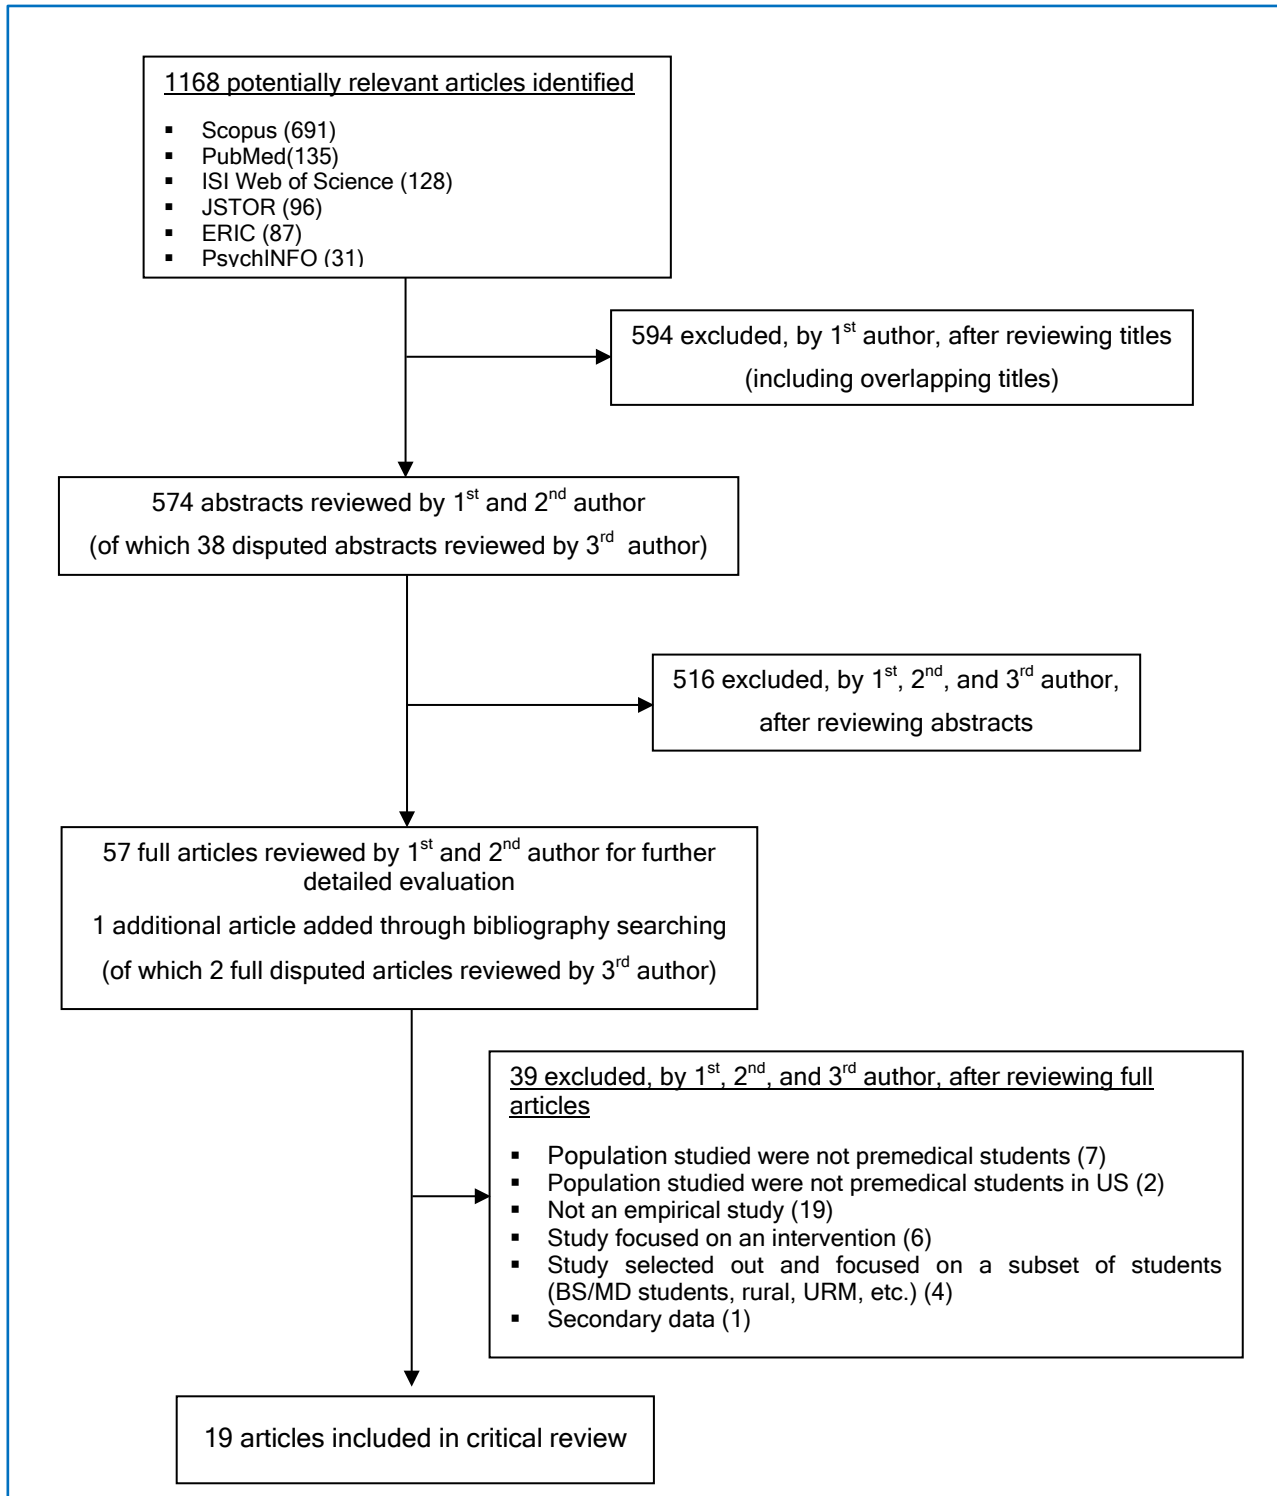 1168 potentially relevant articles identified
▪ Scopus (691)
▪ PubMed(135)
▪ ISI Web of Science (128)
▪ JSTOR (96)
▪ ERIC (87)
▪ PsychINFO (31)
594 excluded, by 1st author, after reviewing titles
(including overlapping titles)
574 abstracts reviewed by 1st and 2nd author
(of which 38 disputed abstracts reviewed by 3rd author)
516 excluded, by 1st, 2nd, and 3rd author,
after reviewing abstracts
57 full articles reviewed by 1st and 2nd author for further
detailed evaluation
1 additional article added through bibliography searching
(of which 2 full disputed articles reviewed by 3rd author)
39 excluded, by 1st, 2nd, and 3rd author, after reviewing full
articles
▪ Population studied were not premedical students (7)
▪ Population studied were not premedical students in US (2)
▪ Not an empirical study (19)
▪ Study focused on an intervention (6)
▪ Study selected out and focused on a subset of students
(BS/MD students, rural, URM, etc.) (4)
▪ Secondary data (1)
19 articles included in critical review